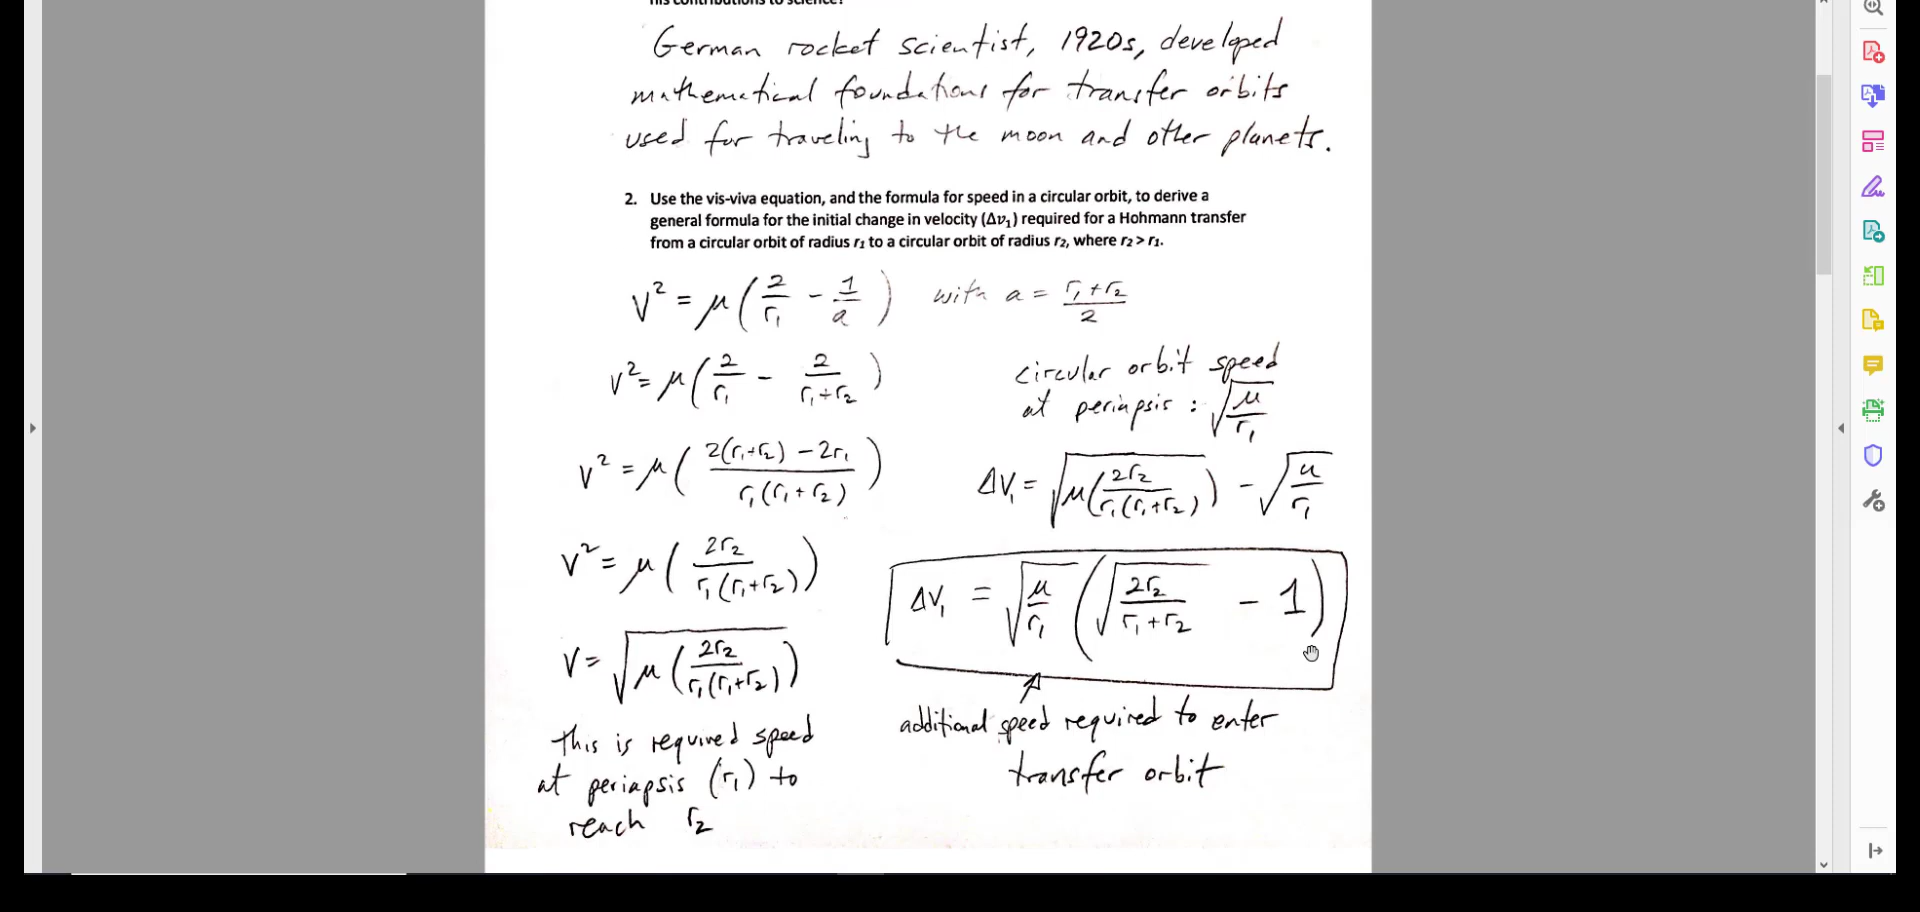 his contributions to science?
German rocket scientist, 1920s, developed
mathematical foundations for transfer orbits
used for traveling to the moon and other planets.
2. Use the vis-viva equation, and the formula for speed in a circular orbit, to derive a
general formula for the initial change in velocity (Δv₁) required for a Hohmann transfer
from a circular orbit of radius r₁ to a circular orbit of radius r₂, where r₂ > r₁.
V² = μ(2/r₁ − 1/a) with a = (r₁+r₂)/2
V² = μ(2/r₁ − 2/(r₁+r₂))
circular orbit speed
at periapsis : √(μ/r₁)
V² = μ((2(r₁+r₂) − 2r₁)/(r₁(r₁+r₂)))
ΔV₁ = √(μ(2r₂/(r₁(r₁+r₂)))) − √(μ/r₁)
V² = μ(2r₂/(r₁(r₁+r₂)))
ΔV₁ = √(μ/r₁) (√(2r₂/(r₁+r₂)) − 1)
V = √(μ(2r₂/(r₁(r₁+r₂))))
this is required speed
at periapsis (r₁) to
reach r₂
additional speed required to enter
transfer orbit